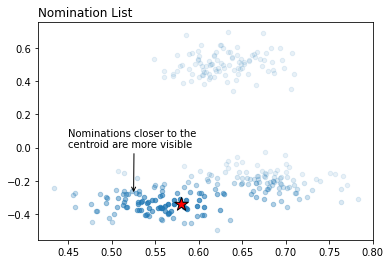 Nomination List
0.6
0.4
0.2
0.0
−0.2
−0.4
Nominations closer to the
centroid are more visible
0.45 0.50 0.55 0.60 0.65 0.70 0.75 0.80